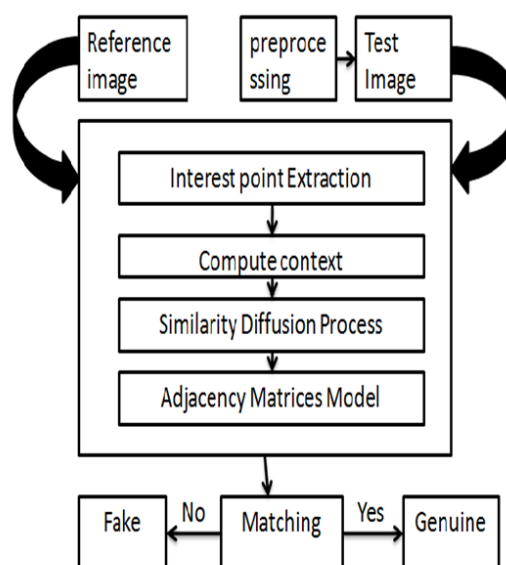 Reference
image
preproce
ssing
Test
Image
Interest point Extraction
Compute context
Similarity Diffusion Process
Adjacency Matrices Model
Fake
No
Matching
Yes
Genuine